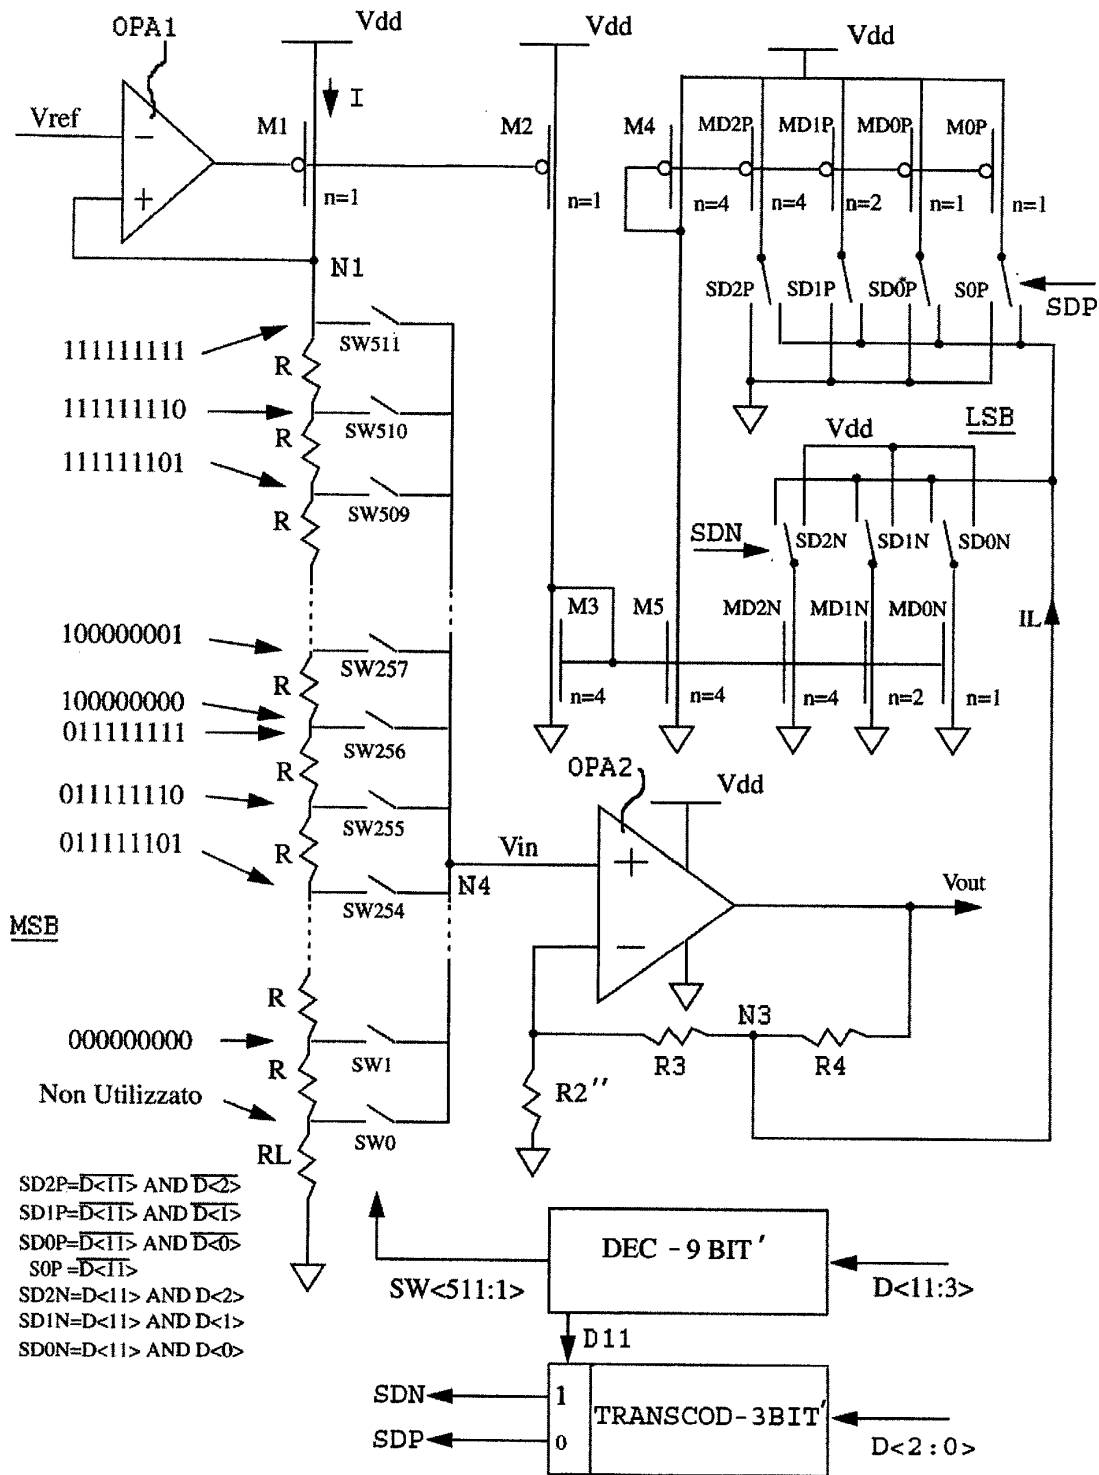 OPA1
Vdd
Vdd
Vdd
I
Vref
−
+
M1
M2
M4
MD2P
MD1P
MD0P
M0P
n=1
n=1
n=4
n=4
n=2
n=1
n=1
N1
SD2P
SD1P
SD0P
S0P
SDP
111111111
SW511
R
111111110
SW510
R
LSB
Vdd
111111101
SW509
R
SDN
SD2N
SD1N
SD0N
M3
M5
MD2N
MD1N
MD0N
IL
100000001
SW257
R
n=4
n=4
n=4
n=2
n=1
100000000
011111111
SW256
R
OPA2
Vdd
011111110
SW255
011111101
R
Vin
+
N4
SW254
Vout
MSB
−
R
N3
000000000
SW1
R3
R4
R
R2''
Non Utilizzato
SW0
RL
SD2P=D<11> AND D<2>
SD1P=D<11> AND D<1>
SD0P=D<11> AND D<0>
S0P=D<11>
SD2N=D<11> AND D<2>
SD1N=D<11> AND D<1>
SD0N=D<11> AND D<0>
DEC - 9 BIT'
SW<511:1>
D<11:3>
D11
SDN
1
TRANSCOD-3BIT'
SDP
0
D<2:0>